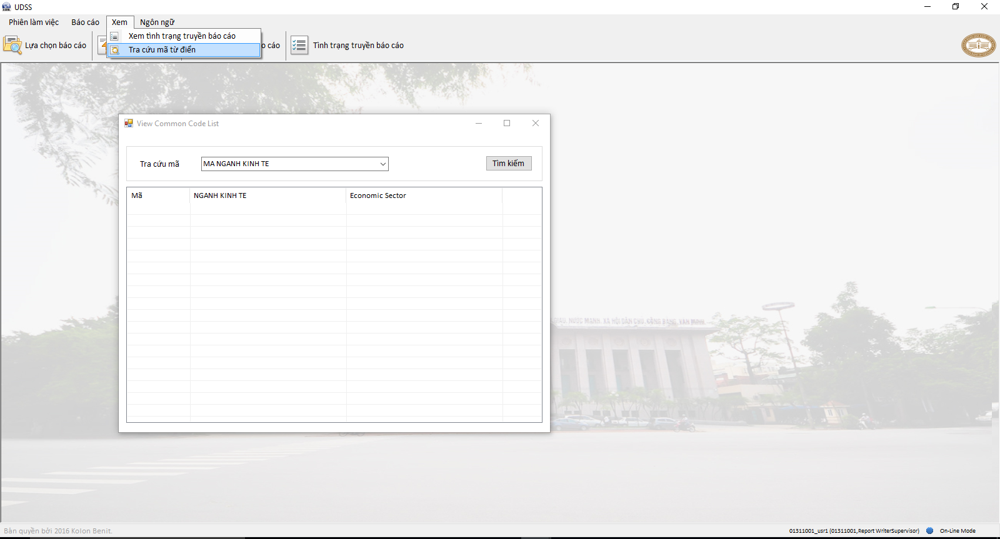 UDSS
Phiên làm việc Báo cáo Xem Ngôn ngữ
Xem tình trạng truyền báo cáo
Tra cứu mã từ điển
Lựa chọn báo cáo o cáo Tình trạng truyền báo cáo
View Common Code List
Tra cứu mã MA NGANH KINH TE Tìm kiếm
Mã NGANH KINH TE Economic Sector
GIÀU, NƯỚC MẠNH, XÃ HỘI DÂN CHỦ, CÔNG BẰNG, VĂN MINH
Bản quyền bởi 2016 Kolon Benit.
01311001_usr1 (01311001,Report WriterSupervisor) On-Line Mode